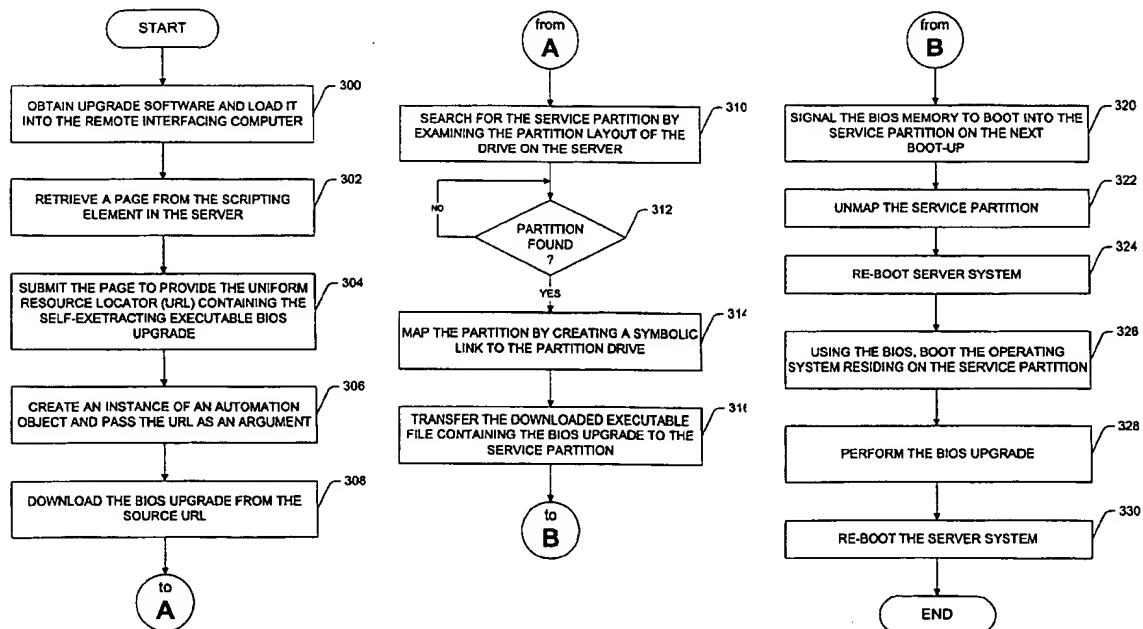 START
300
OBTAIN UPGRADE SOFTWARE AND LOAD IT
INTO THE REMOTE INTERFACING COMPUTER
302
RETRIEVE A PAGE FROM THE SCRIPTING
ELEMENT IN THE SERVER
304
SUBMIT THE PAGE TO PROVIDE THE UNIFORM
RESOURCE LOCATOR (URL) CONTAINING THE
SELF-EXETRACTING EXECUTABLE BIOS
UPGRADE
306
CREATE AN INSTANCE OF AN AUTOMATION
OBJECT AND PASS THE URL AS AN ARGUMENT
308
DOWNLOAD THE BIOS UPGRADE FROM THE
SOURCE URL
to
A
from
A
310
SEARCH FOR THE SERVICE PARTITION BY
EXAMINING THE PARTITION LAYOUT OF THE
DRIVE ON THE SERVER
NO
312
PARTITION
FOUND
?
YES
314
MAP THE PARTITION BY CREATING A SYMBOLIC
LINK TO THE PARTITION DRIVE
316
TRANSFER THE DOWNLOADED EXECUTABLE
FILE CONTAINING THE BIOS UPGRADE TO THE
SERVICE PARTITION
to
B
from
B
320
SIGNAL THE BIOS MEMORY TO BOOT INTO THE
SERVICE PARTITION ON THE NEXT
BOOT-UP
322
UNMAP THE SERVICE PARTITION
324
RE-BOOT SERVER SYSTEM
326
USING THE BIOS, BOOT THE OPERATING
SYSTEM RESIDING ON THE SERVICE PARTITION
328
PERFORM THE BIOS UPGRADE
330
RE-BOOT THE SERVER SYSTEM
END